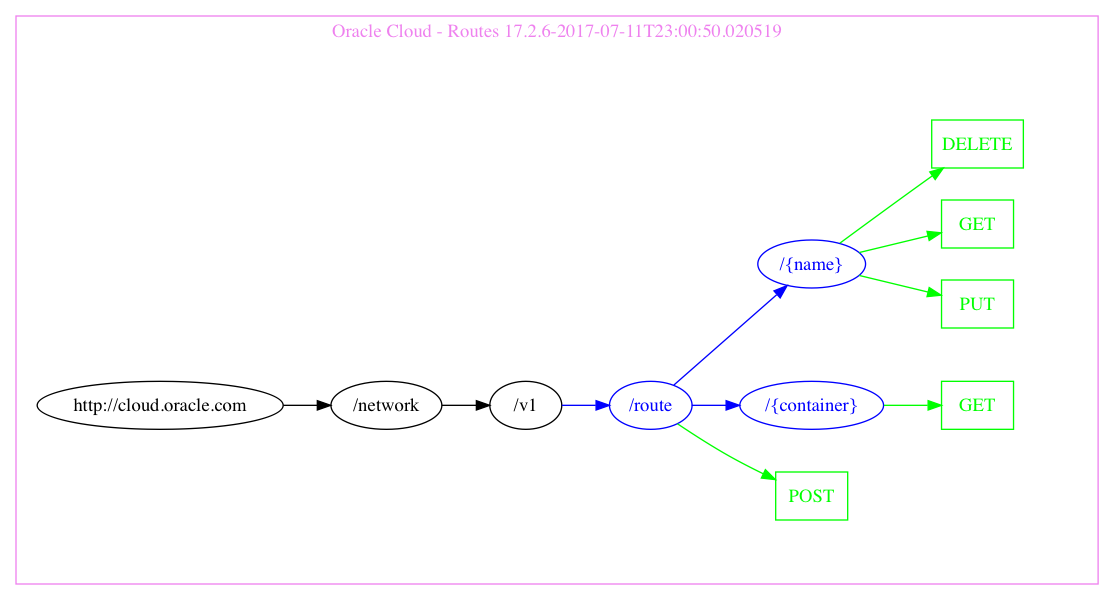 Oracle Cloud - Routes 17.2.6-2017-07-11T23:00:50.020519
DELETE
GET
/{name}
PUT
http://cloud.oracle.com
/network
/v1
/route
/{container}
GET
POST